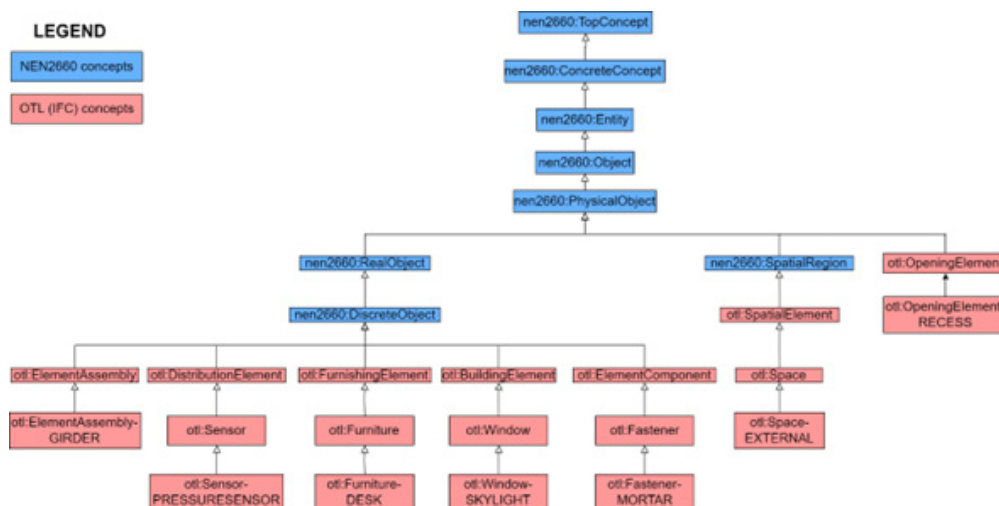 LEGEND
NEN2660 concepts
OTL (IFC) concepts
nen2660:TopConcept
nen2660:ConcreteConcept
nen2660:Entity
nen2660:Object
nen2660:PhysicalObject
nen2660:RealObject
nen2660:SpatialRegion
otl:OpeningElement
nen2660:DiscreteObject
otl:SpatialElement
otl:OpeningElement
RECESS
otl:ElementAssembly
otl:DistributionElement
otl:FurnishingElement
otl:BuildingElement
otl:ElementComponent
otl:Space
otl:ElementAssembly-
GIRDER
otl:Sensor
otl:Furniture
otl:Window
otl:Fastener
otl:Space-
EXTERNAL
otl:Sensor-
PRESSURESENSOR
otl:Furniture-
DESK
otl:Window-
SKYLIGHT
otl:Fastener-
MORTAR